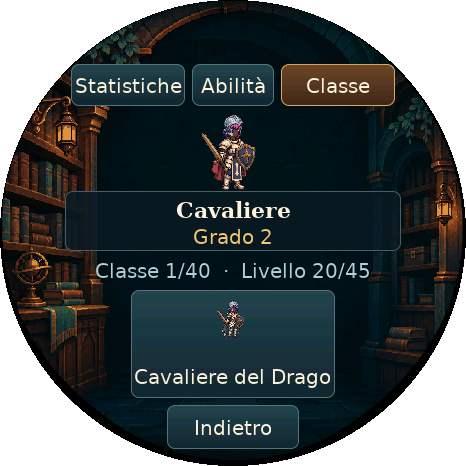 Statistiche Abilità Classe
Cavaliere
Grado 2
Classe 1/40 · Livello 20/45
Cavaliere del Drago
Indietro